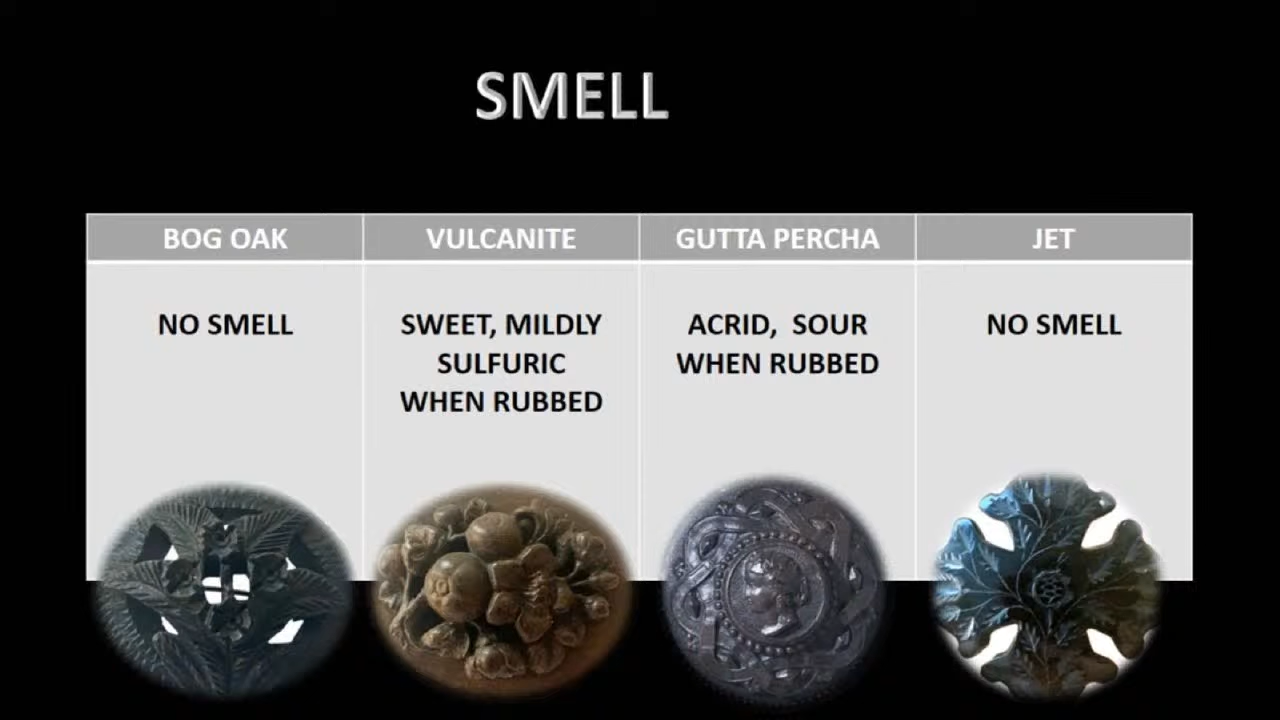 SMELL
BOG OAK
VULCANITE
GUTTA PERCHA
JET
NO SMELL
SWEET, MILDLY
SULFURIC
WHEN RUBBED
ACRID, SOUR
WHEN RUBBED
NO SMELL